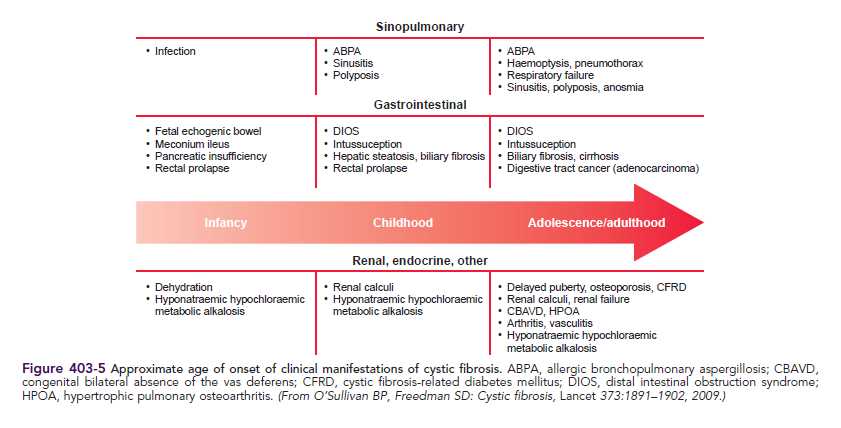 Sinopulmonary
• Infection
• ABPA
• Sinusitis
• Polyposis
• ABPA
• Haemoptysis, pneumothorax
• Respiratory failure
• Sinusitis, polyposis, anosmia
Gastrointestinal
• Fetal echogenic bowel
• Meconium ileus
• Pancreatic insufficiency
• Rectal prolapse
• DIOS
• Intussuception
• Hepatic steatosis, biliary fibrosis
• Rectal prolapse
• DIOS
• Intussuception
• Biliary fibrosis, cirrhosis
• Digestive tract cancer (adenocarcinoma)
Infancy
Childhood
Adolescence/adulthood
Renal, endocrine, other
• Dehydration
• Hyponatraemic hypochloraemic
metabolic alkalosis
• Renal calculi
• Hyponatraemic hypochloraemic
metabolic alkalosis
• Delayed puberty, osteoporosis, CFRD
• Renal calculi, renal failure
• CBAVD, HPOA
• Arthritis, vasculitis
• Hyponatraemic hypochloraemic
metabolic alkalosis
Figure 403-5 Approximate age of onset of clinical manifestations of cystic fibrosis. ABPA, allergic bronchopulmonary aspergillosis; CBAVD,
congenital bilateral absence of the vas deferens; CFRD, cystic fibrosis-related diabetes mellitus; DIOS, distal intestinal obstruction syndrome;
HPOA, hypertrophic pulmonary osteoarthritis. (From O'Sullivan BP, Freedman SD: Cystic fibrosis, Lancet 373:1891–1902, 2009.)